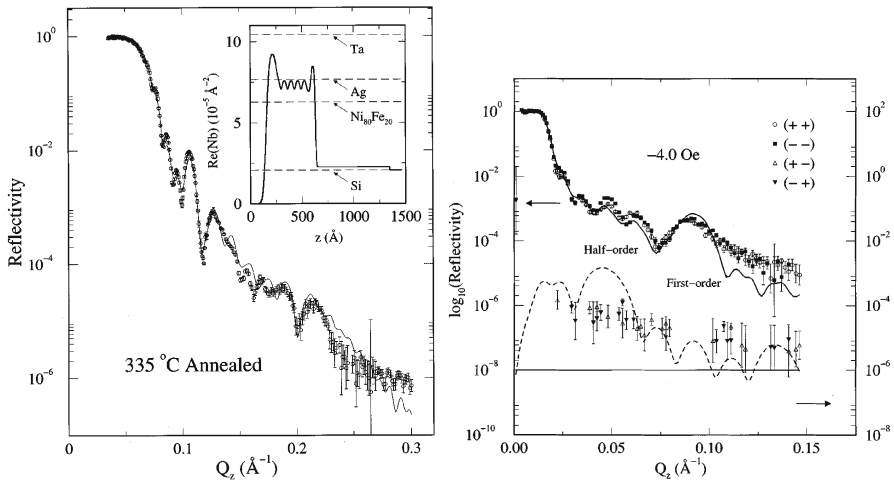 10⁰
10⁻²
10⁻⁴
10⁻⁶
Reflectivity
0
0.1
0.2
0.3
Q_z (Å⁻¹)
335 °C Annealed
10
5
0
Re(Nb) (10⁻⁵ Å⁻²)
0
500
1000
1500
z (Å)
Ta
Ag
Ni₈₀Fe₂₀
Si
10⁰
10⁻²
10⁻⁴
10⁻⁶
10⁻⁸
10⁻¹⁰
log₁₀(Reflectivity)
−4.0 Oe
(+ +)
(− −)
(+ −)
(− +)
Half−order
First−order
10²
10⁰
10⁻²
10⁻⁴
10⁻⁶
10⁻⁸
0.00
0.05
0.10
0.15
Q_z (Å⁻¹)